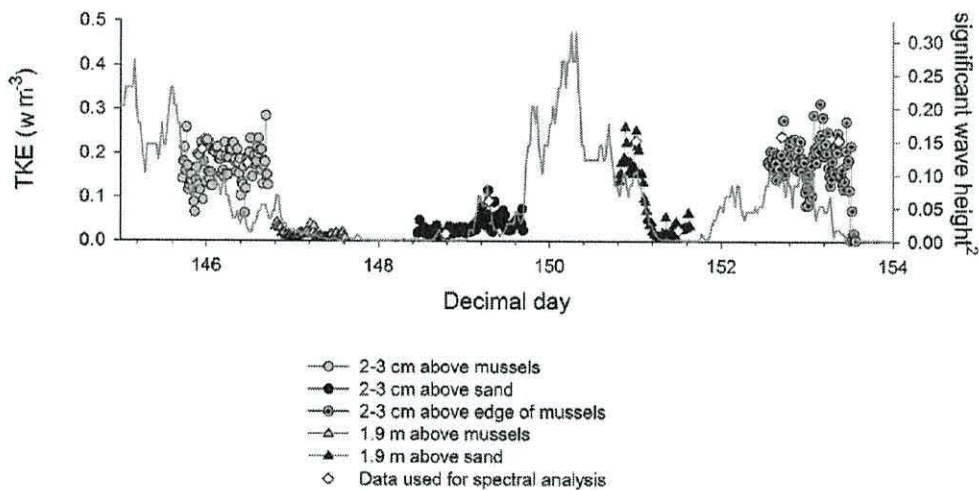 TKE (w m-3)
0.5
0.4
0.3
0.2
0.1
0.0
0.30
0.25
0.20
0.15
0.10
0.05
0.00
significant wave height2
146
148
150
152
154
Decimal day
2-3 cm above mussels
2-3 cm above sand
2-3 cm above edge of mussels
1.9 m above mussels
1.9 m above sand
Data used for spectral analysis